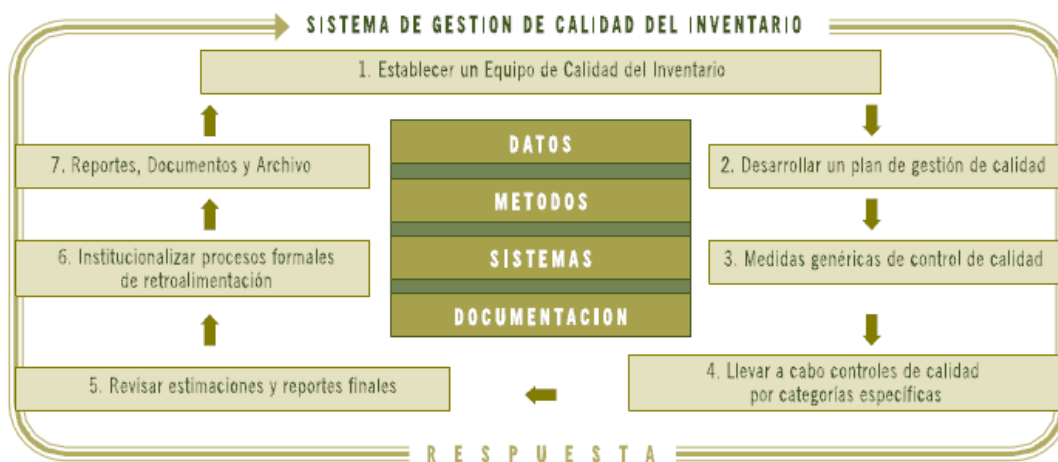 SISTEMA DE GESTION DE CALIDAD DEL INVENTARIO
1. Establecer un Equipo de Calidad del Inventario
2. Desarrollar un plan de gestión de calidad
3. Medidas genéricas de control de calidad
4. Llevar a cabo controles de calidad
por categorías específicas
5. Revisar estimaciones y reportes finales
6. Institucionalizar procesos formales
de retroalimentación
7. Reportes, Documentos y Archivo
DATOS
METODOS
SISTEMAS
DOCUMENTACION
RESPUESTA